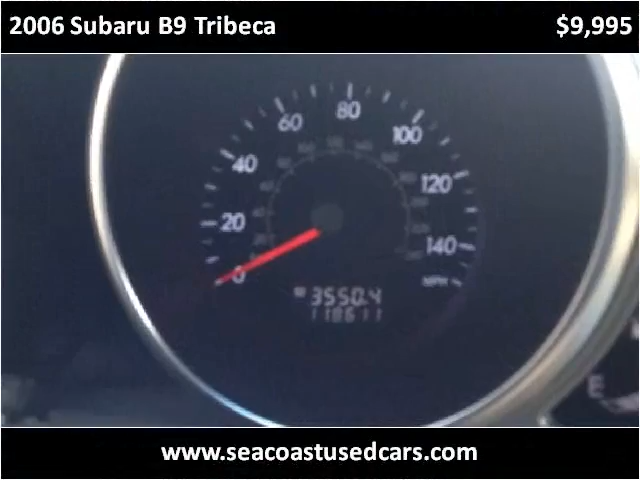 2006 Subaru B9 Tribeca $9,995
80
60 100
40 120
20 140
0 MPH
3550.4
118611
E
www.seacoastusedcars.com